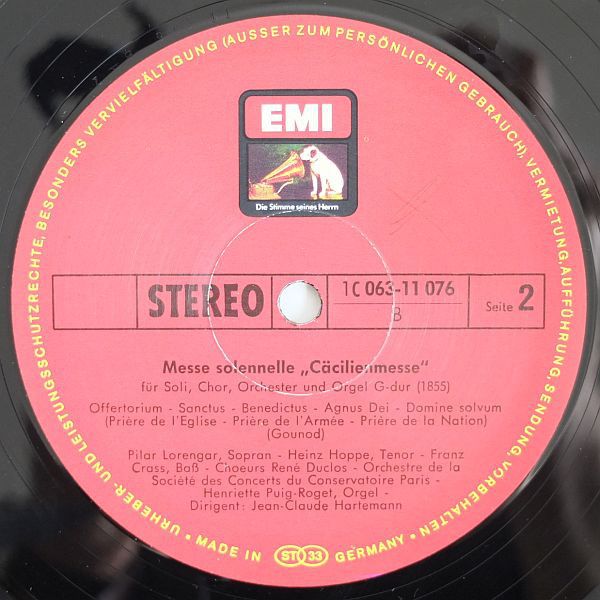 URHEBER- UND LEISTUNGSSCHUTZRECHTE, BESONDERS VERVIELFÄLTIGUNG (AUSSER ZUM PERSÖNLICHEN GEBRAUCH), VERMIETUNG, AUFFÜHRUNG, SENDUNG, VORBEHALTEN •
EMI
Die Stimme seines Herrn
STEREO
1C 063-11 076
B
Seite 2
Messe solennelle „Cäcilienmesse“
für Soli, Chor, Orchester und Orgel G-dur (1855)
Offertorium - Sanctus - Benedictus - Agnus Dei - Domine solvum
(Prière de l'Eglise - Prière de l'Armée - Prière de la Nation)
(Gounod)
Pilar Lorengar, Sopran - Heinz Hoppe, Tenor - Franz
Crass, Baß - Choeurs René Duclos - Orchestre de la
Société des Concerts du Conservatoire Paris -
Henriette Puig-Roget, Orgel -
Dirigent: Jean-Claude Hartemann
• MADE IN ST 33 GERMANY •